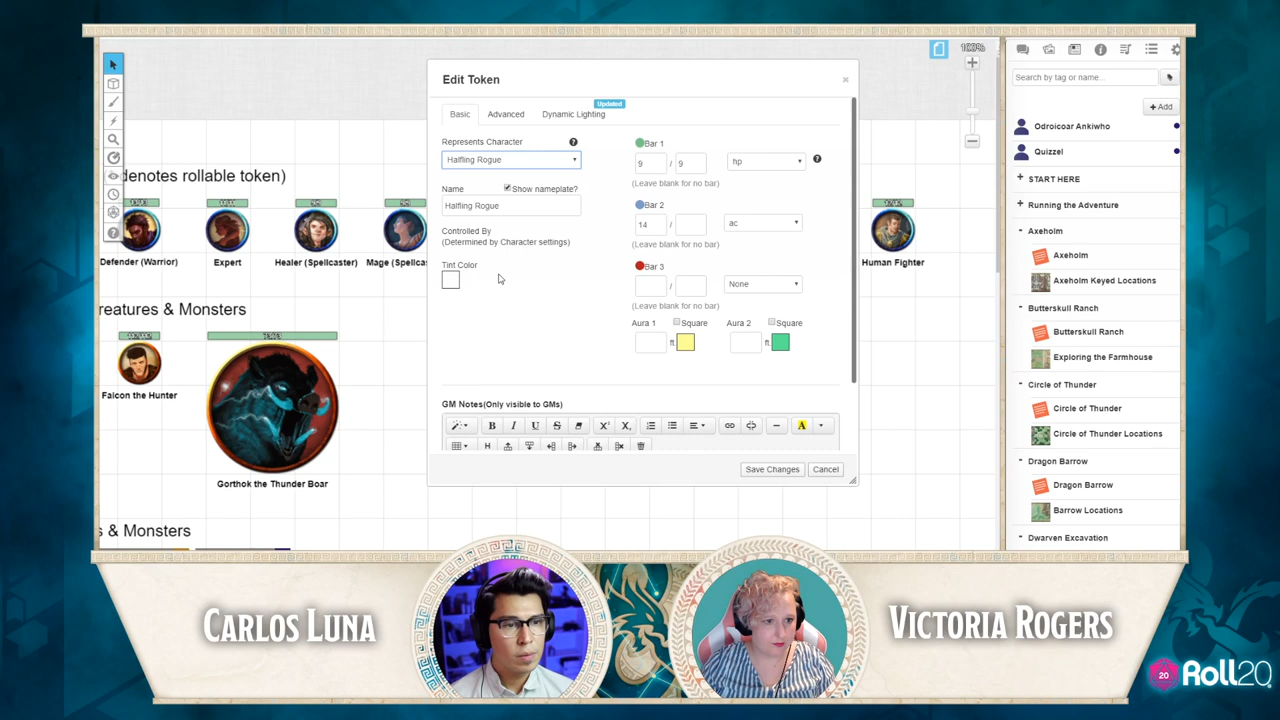 100%
Edit Token
Updated
Basic
Advanced
Dynamic Lighting
Represents Character
Halfling Rogue
Name
Show nameplate?
Halfling Rogue
Controlled By
(Determined by Character settings)
Tint Color
Bar 1
9 / 9
hp
(Leave blank for no bar)
Bar 2
14 /
ac
(Leave blank for no bar)
Bar 3
/
None
(Leave blank for no bar)
Aura 1
Square
Aura 2
Square
ft.
ft.
GM Notes(Only visible to GMs)
Save Changes
Cancel
denotes rollable token)
Defender (Warrior)
Expert
Healer (Spellcaster)
Mage (Spellcas
Human Fighter
reatures & Monsters
Falcon the Hunter
Gorthok the Thunder Boar
s & Monsters
Search by tag or name...
+ Add
Odroicoar Ankiwho
Quizzel
+ START HERE
+ Running the Adventure
- Axeholm
Axeholm
Axeholm Keyed Locations
- Butterskull Ranch
Butterskull Ranch
Exploring the Farmhouse
- Circle of Thunder
Circle of Thunder
Circle of Thunder Locations
- Dragon Barrow
Dragon Barrow
Barrow Locations
- Dwarven Excavation
CARLOS LUNA
VICTORIA ROGERS
20
Roll20